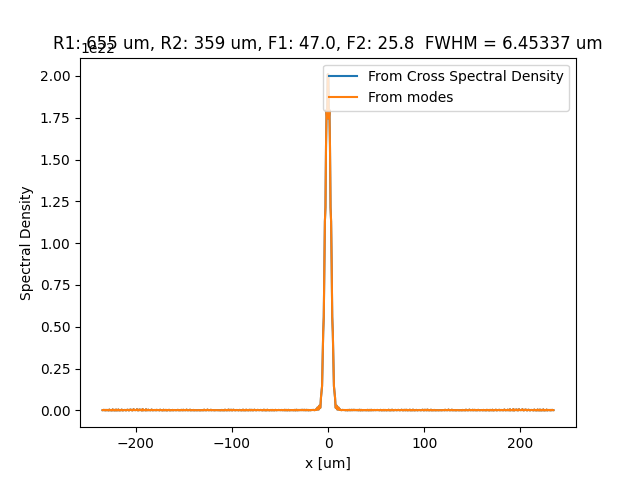 R1: 655 um, R2: 359 um, F1: 47.0, F2: 25.8  FWHM = 6.45337 um
1e22
From Cross Spectral Density
From modes
2.00
1.75
1.50
1.25
1.00
0.75
0.50
0.25
0.00
Spectral Density
−200
−100
0
100
200
x [um]